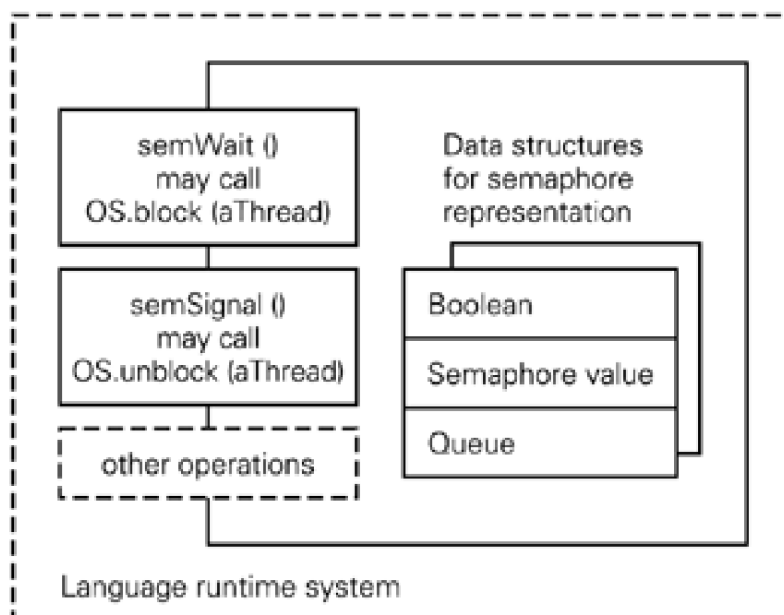 semWait ()
may call
OS.block (aThread)
semSignal ()
may call
OS.unblock (aThread)
other operations
Data structures
for semaphore
representation
Boolean
Semaphore value
Queue
Language runtime system